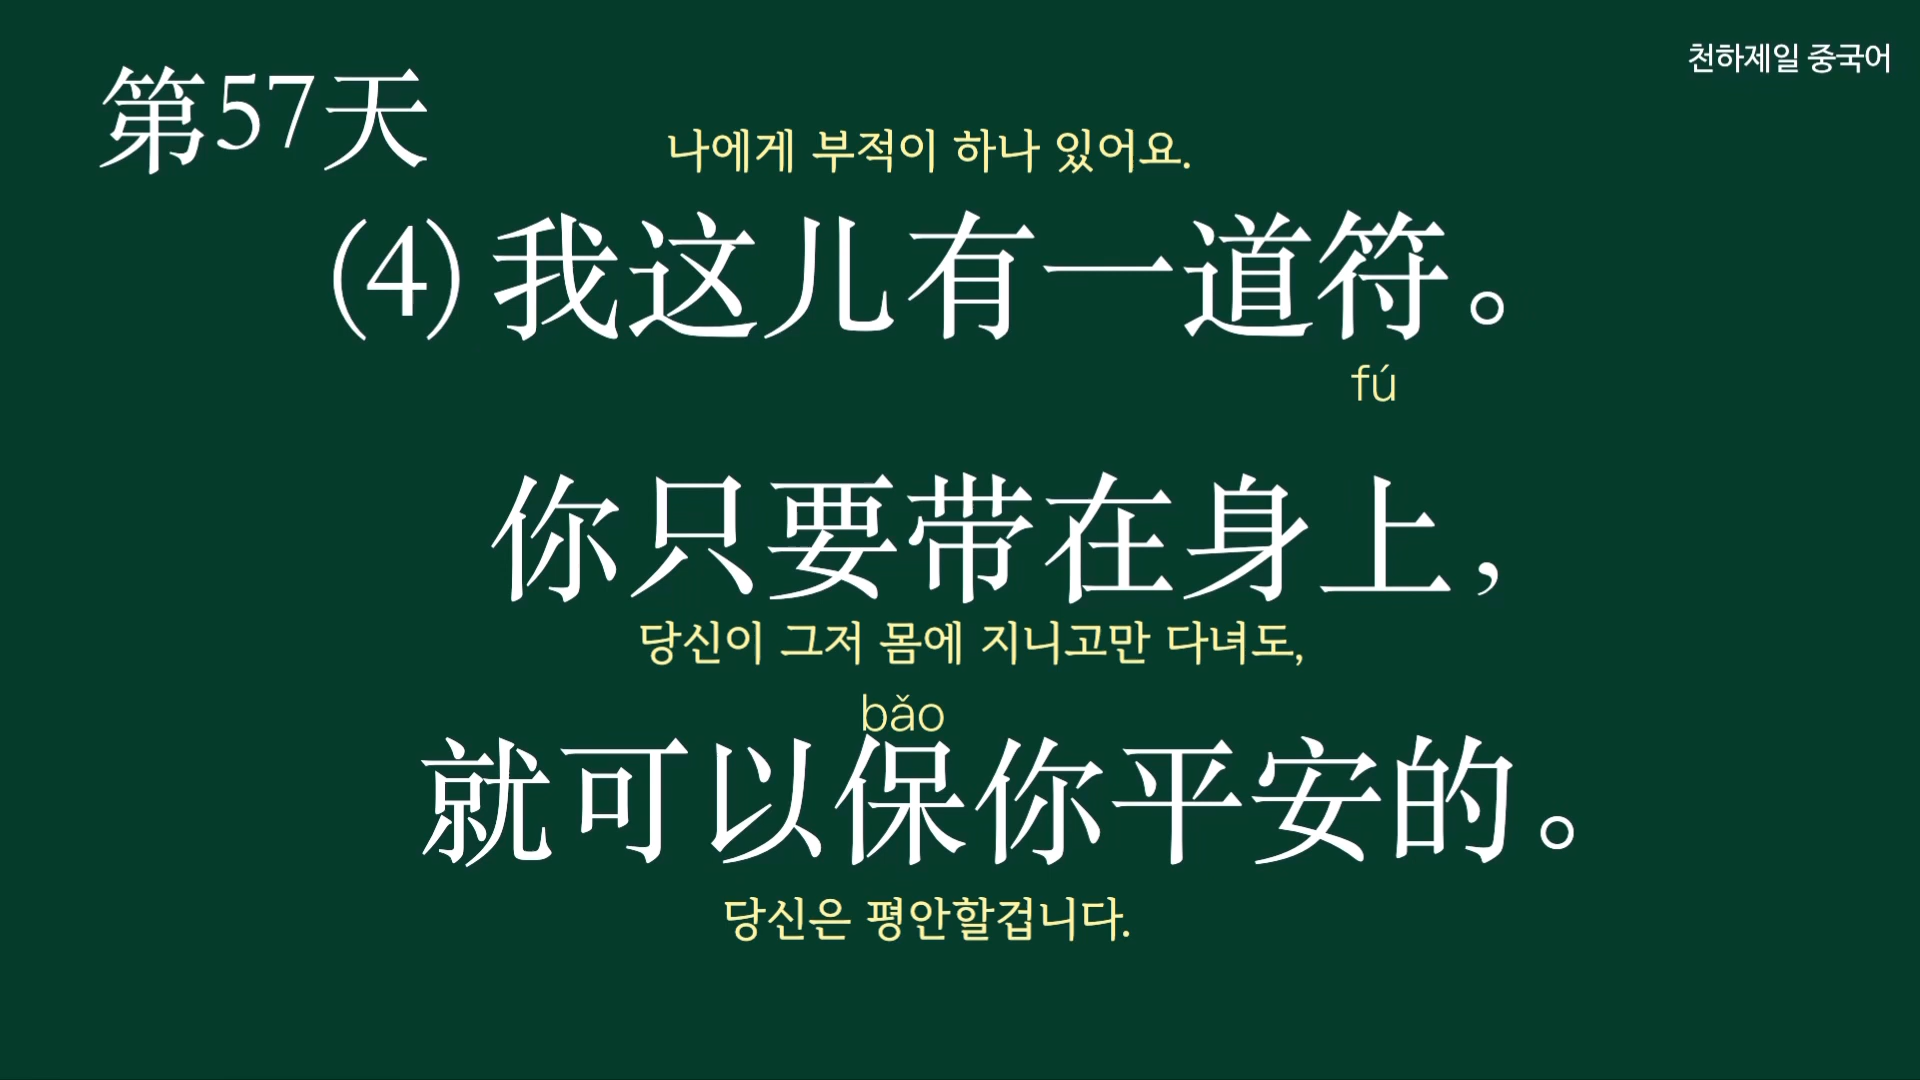 천하제일 중국어
第57天
나에게 부적이 하나 있어요.
(4) 我这儿有一道符。
fú
你只要带在身上，
당신이 그저 몸에 지니고만 다녀도,
bǎo
就可以保你平安的。
당신은 평안할겁니다.